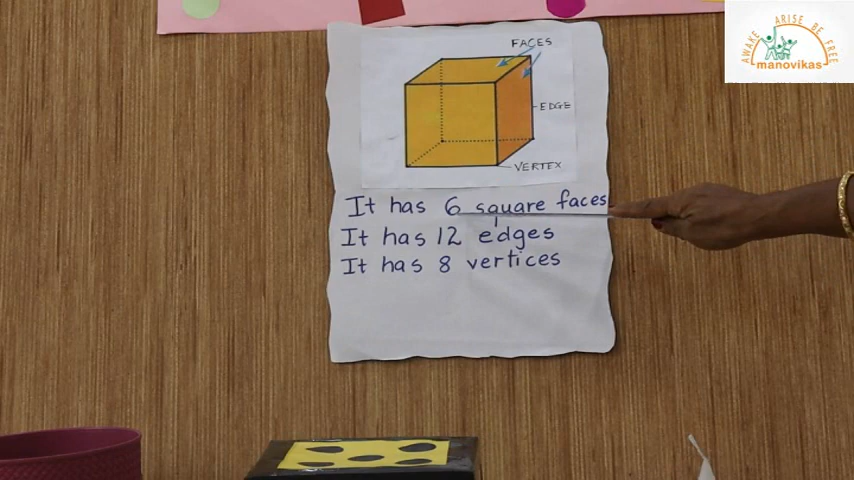 AWAKE ARISE BE FREE
manovikas
FACES
EDGE
VERTEX
It has 6 square faces
It has 12 edges
It has 8 vertices